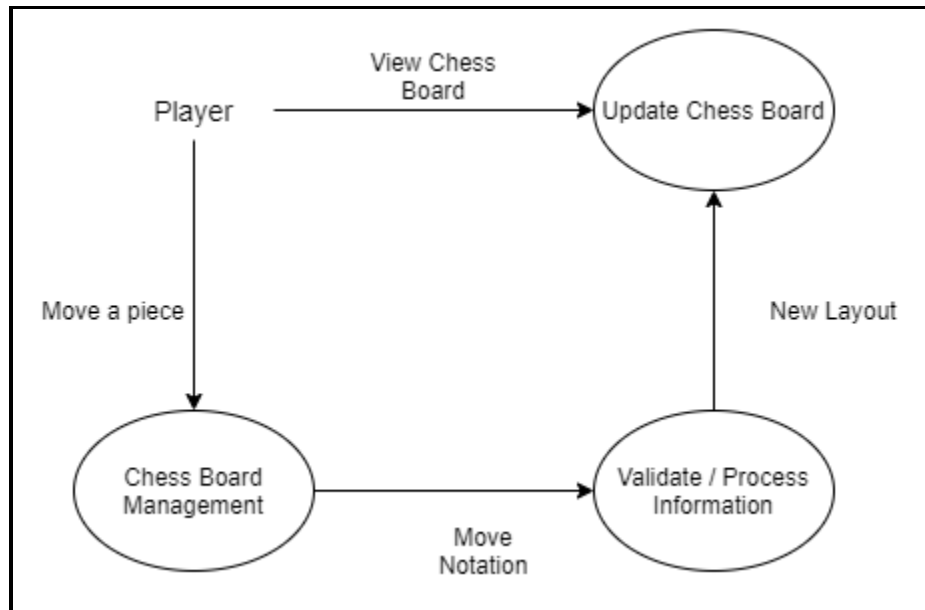 View Chess
Board
Player
Update Chess Board
Move a piece
New Layout
Chess Board
Management
Validate / Process
Information
Move
Notation